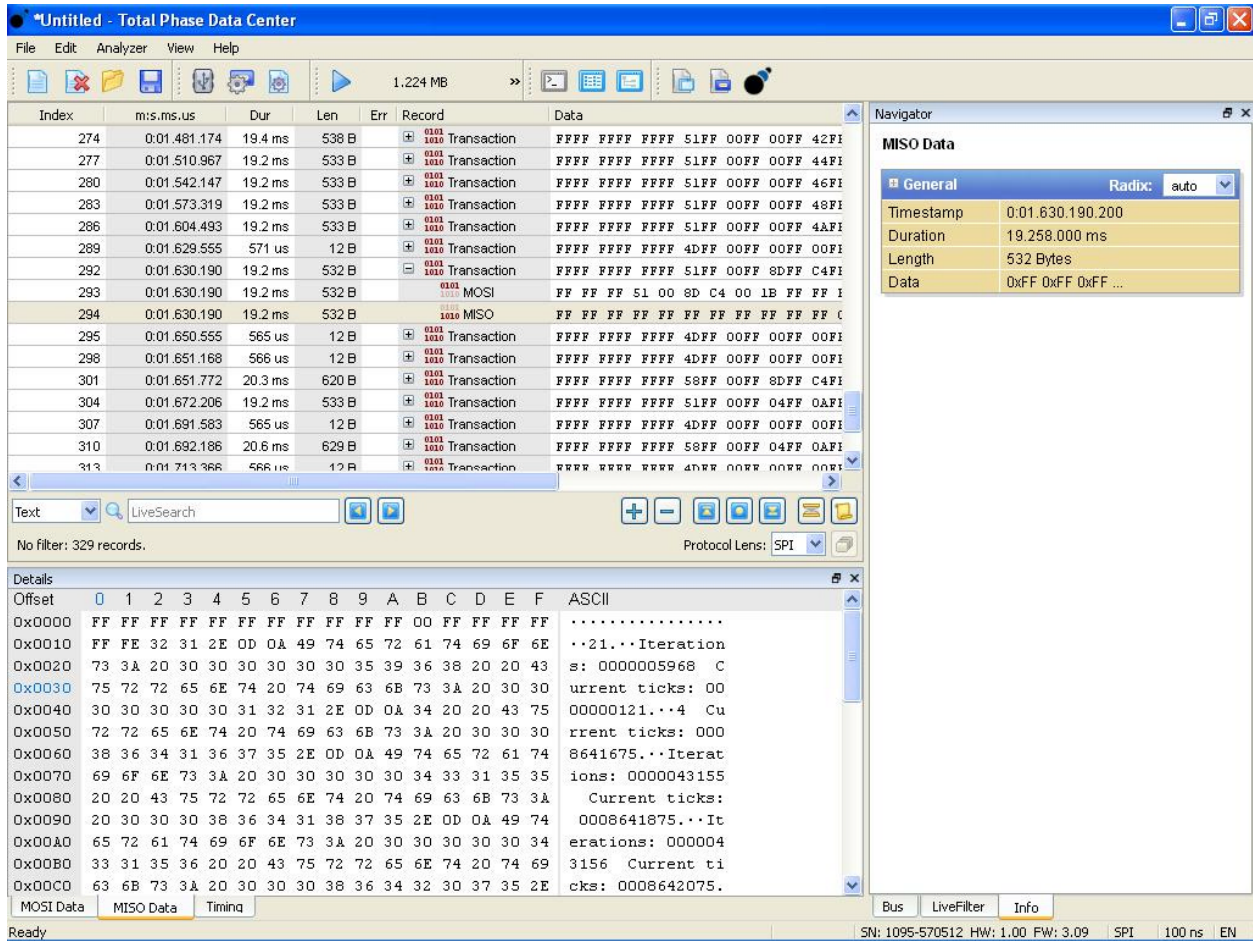 *Untitled - Total Phase Data Center
File Edit Analyzer View Help
1.224 MB »
Index m:s.ms.us Dur Len Err Record Data
274 0:01.481.174 19.4 ms 538 B Transaction FFFF FFFF FFFF 51FF 00FF 00FF 42FF
277 0:01.510.967 19.2 ms 533 B Transaction FFFF FFFF FFFF 51FF 00FF 00FF 44FF
280 0:01.542.147 19.2 ms 533 B Transaction FFFF FFFF FFFF 51FF 00FF 00FF 46FF
283 0:01.573.319 19.2 ms 533 B Transaction FFFF FFFF FFFF 51FF 00FF 00FF 48FF
286 0:01.604.493 19.2 ms 533 B Transaction FFFF FFFF FFFF 51FF 00FF 00FF 4AFF
289 0:01.629.555 571 us 12 B Transaction FFFF FFFF FFFF 4DFF 00FF 00FF 00FF
292 0:01.630.190 19.2 ms 532 B Transaction FFFF FFFF FFFF 51FF 00FF 8DFF C4FF
293 0:01.630.190 19.2 ms 532 B MOSI FF FF FF 51 00 8D C4 00 1B FF FF
294 0:01.630.190 19.2 ms 532 B MISO FF FF FF FF FF FF FF FF FF FF
295 0:01.650.555 565 us 12 B Transaction FFFF FFFF FFFF 4DFF 00FF 00FF 00FF
298 0:01.651.168 566 us 12 B Transaction FFFF FFFF FFFF 4DFF 00FF 00FF 00FF
301 0:01.651.772 20.3 ms 620 B Transaction FFFF FFFF FFFF 58FF 00FF 8DFF C4FF
304 0:01.672.206 19.2 ms 533 B Transaction FFFF FFFF FFFF 51FF 00FF 04FF 0AFF
307 0:01.691.583 565 us 12 B Transaction FFFF FFFF FFFF 4DFF 00FF 00FF 00FF
310 0:01.692.186 20.6 ms 629 B Transaction FFFF FFFF FFFF 58FF 00FF 04FF 0AFF
313 0:01.713.366 566 us 12 B Transaction FFFF FFFF FFFF 4DFF 00FF 00FF 00FF
Text LiveSearch
No filter: 329 records. Protocol Lens: SPI
Navigator
MISO Data
General Radix: auto
Timestamp 0:01.630.190.200
Duration 19.258.000 ms
Length 532 Bytes
Data 0xFF 0xFF 0xFF ...
Details
Offset 0 1 2 3 4 5 6 7 8 9 A B C D E F ASCII
0x0000 FF FF FF FF FF FF FF FF FF FF FF 00 FF FF FF FF ................
0x0010 FF FE 32 31 2E 0D 0A 49 74 65 72 61 74 69 6F 6E ··21.··Iteration
0x0020 73 3A 20 30 30 30 30 30 30 35 39 36 38 20 20 43 s: 0000005968  C
0x0030 75 72 72 65 6E 74 20 74 69 63 6B 73 3A 20 30 30 urrent ticks: 00
0x0040 30 30 30 30 30 31 32 31 2E 0D 0A 34 20 20 43 75 00000121.··4  Cu
0x0050 72 72 65 6E 74 20 74 69 63 6B 73 3A 20 30 30 30 rrent ticks: 000
0x0060 38 36 34 31 36 37 35 2E 0D 0A 49 74 65 72 61 74 8641675.··Iterat
0x0070 69 6F 6E 73 3A 20 30 30 30 30 30 34 33 31 35 35 ions: 0000043155
0x0080 20 20 43 75 72 72 65 6E 74 20 74 69 63 6B 73 3A   Current ticks:
0x0090 20 30 30 30 38 36 34 31 38 37 35 2E 0D 0A 49 74  0008641875.··It
0x00A0 65 72 61 74 69 6F 6E 73 3A 20 30 30 30 30 30 34 erations: 000004
0x00B0 33 31 35 36 20 20 43 75 72 72 65 6E 74 20 74 69 3156  Current ti
0x00C0 63 6B 73 3A 20 30 30 30 38 36 34 32 30 37 35 2E cks: 0008642075.
MOSI Data MISO Data Timing
Bus LiveFilter Info
Ready SN: 1095-570512 HW: 1.00 FW: 3.09 SPI 100 ns EN